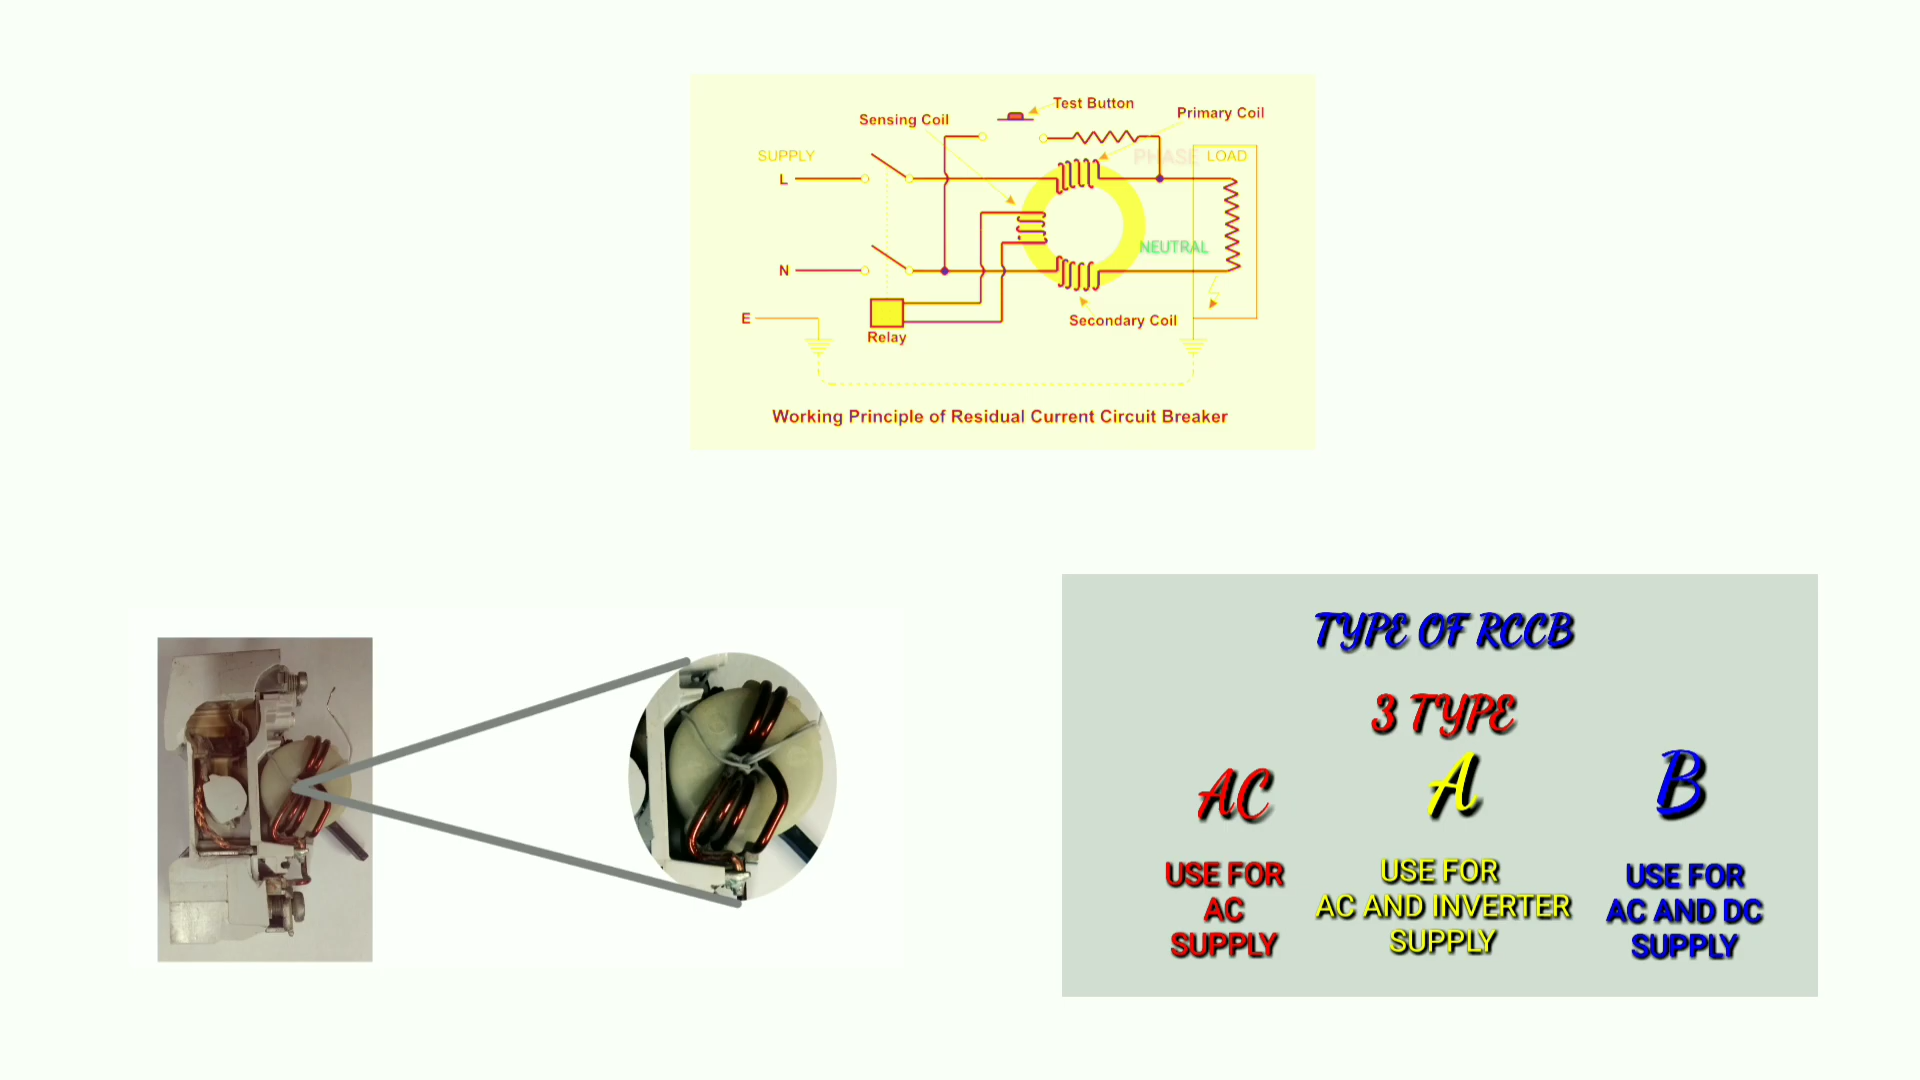 Test Button
Primary Coil
Sensing Coil
SUPPLY
PHASE
LOAD
L
NEUTRAL
N
E
Relay
Secondary Coil
Working Principle of Residual Current Circuit Breaker
TYPE OF RCCB
3 TYPE
AC
A
B
USE FOR
AC
SUPPLY
USE FOR
AC AND INVERTER
SUPPLY
USE FOR
AC AND DC
SUPPLY